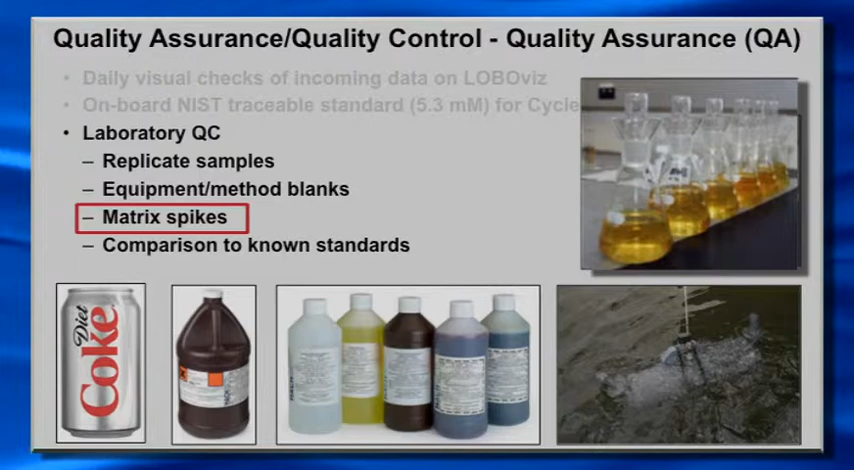 Quality Assurance/Quality Control - Quality Assurance (QA)
• Daily visual checks of incoming data on LOBOviz
• On-board NIST traceable standard (5.3 mM) for Cycle
• Laboratory QC
– Replicate samples
– Equipment/method blanks
– Matrix spikes
– Comparison to known standards
Diet
Coke